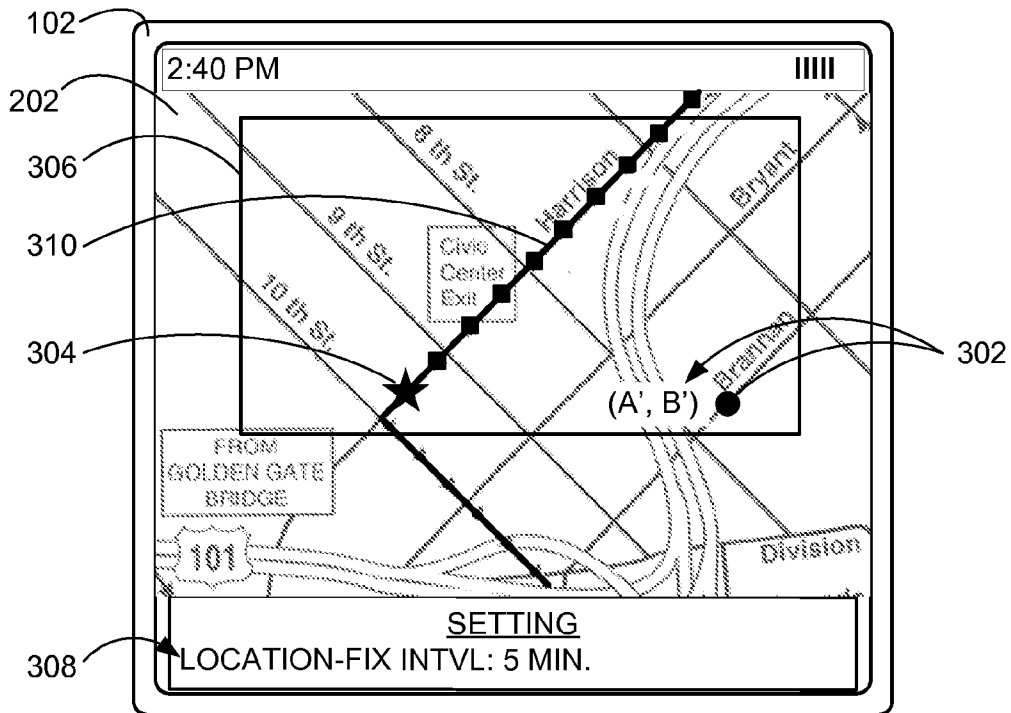 102
2:40 PM
202
306
8 th St.
Harrison
Bryant
310
9 th St.
Civic
Center
Exit
10 th St.
304
302
Brannan
(A', B')
FROM
GOLDEN GATE
BRIDGE
101
Division
SETTING
308
LOCATION-FIX INTVL: 5 MIN.